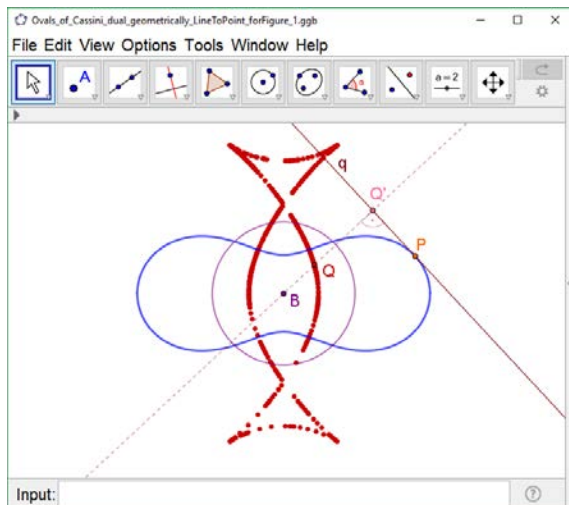 Ovals_of_Cassini_dual_geometrically_LineToPoint_forFigure_1.ggb
File Edit View Options Tools Window Help
A
α
a=2
q
Q'
P
Q
B
Input: